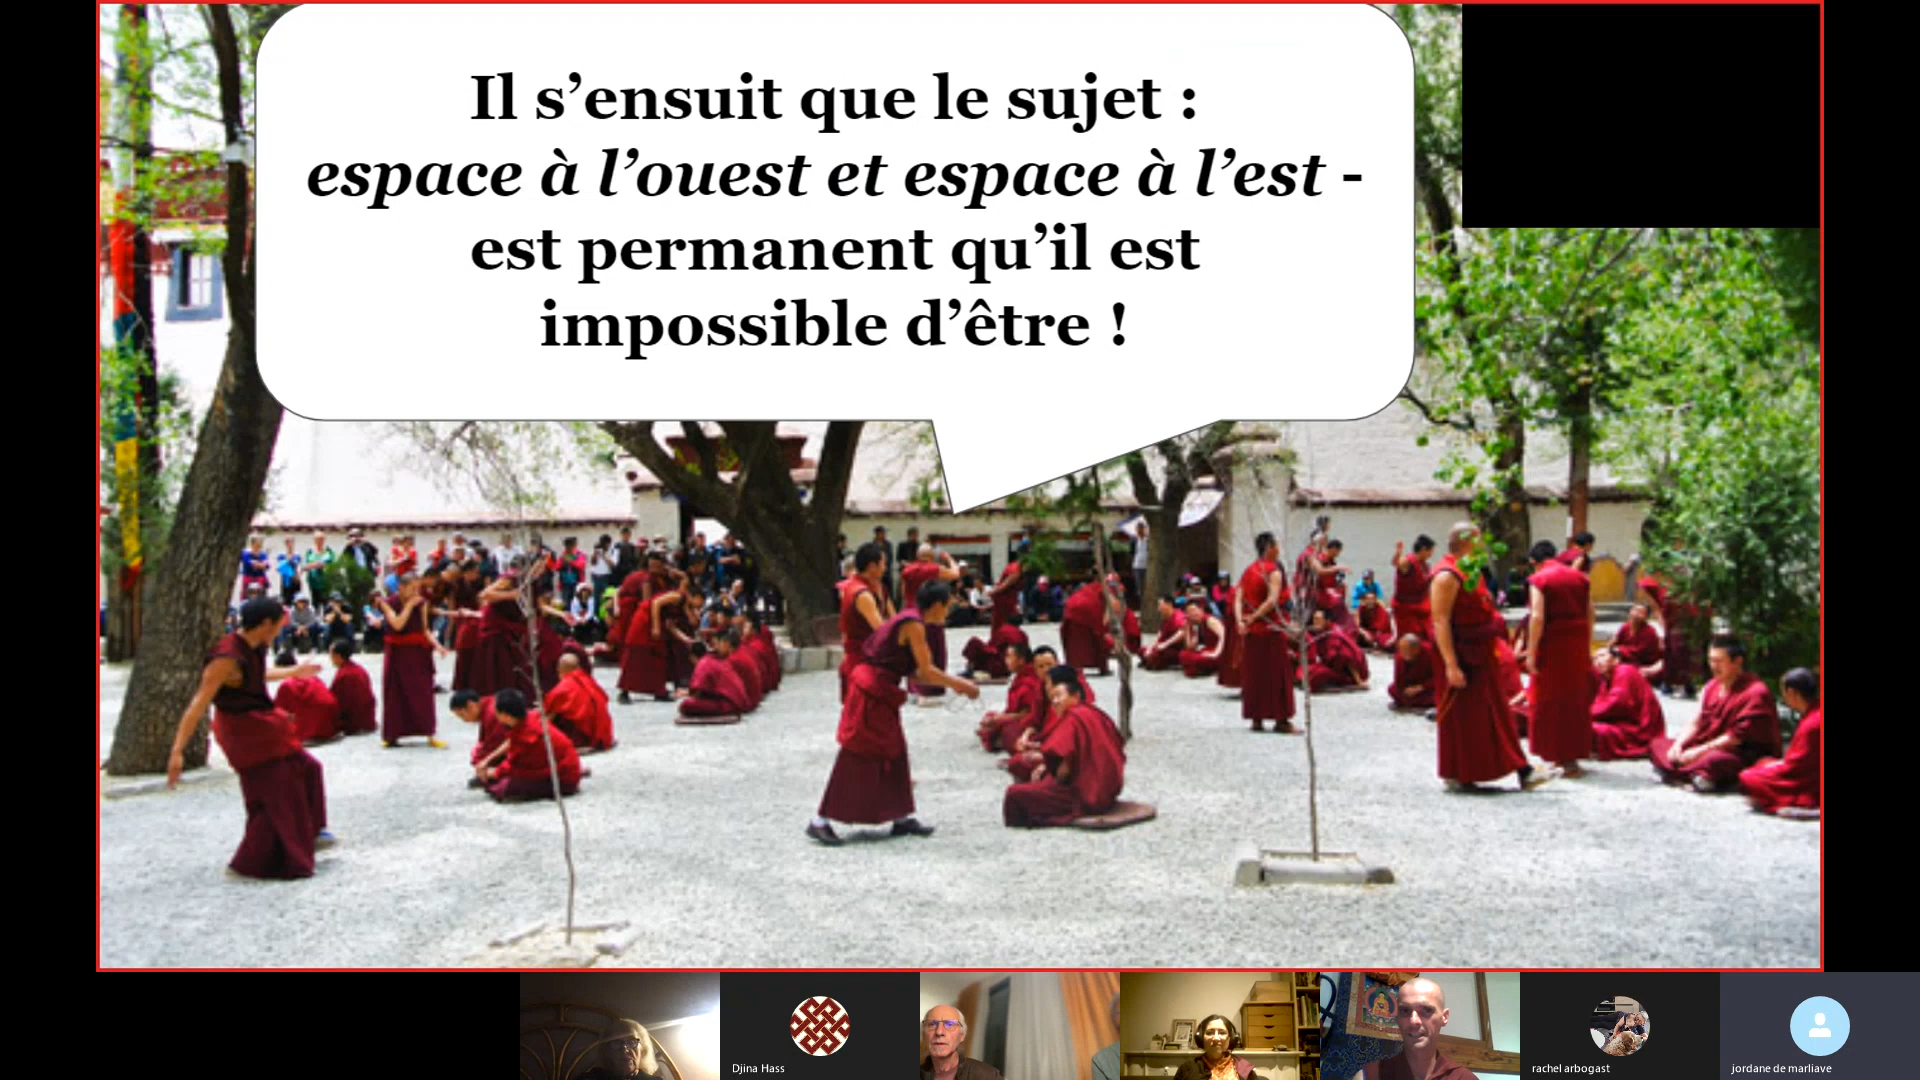 Il s’ensuit que le sujet :
espace à l’ouest et espace à l’est -
est permanent qu’il est
impossible d’être !
Djina Hass
rachel arbogast
jordane de marliave